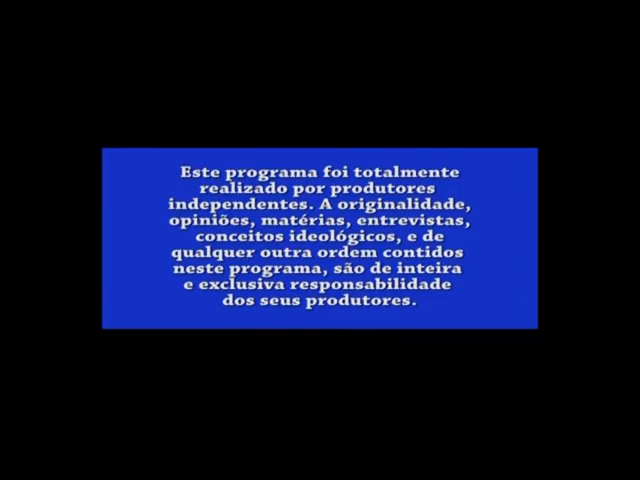 Este programa foi totalmente
realizado por produtores
independentes. A originalidade,
opiniões, matérias, entrevistas,
conceitos ideológicos, e de
qualquer outra ordem contidos
neste programa, são de inteira
e exclusiva responsabilidade
dos seus produtores.